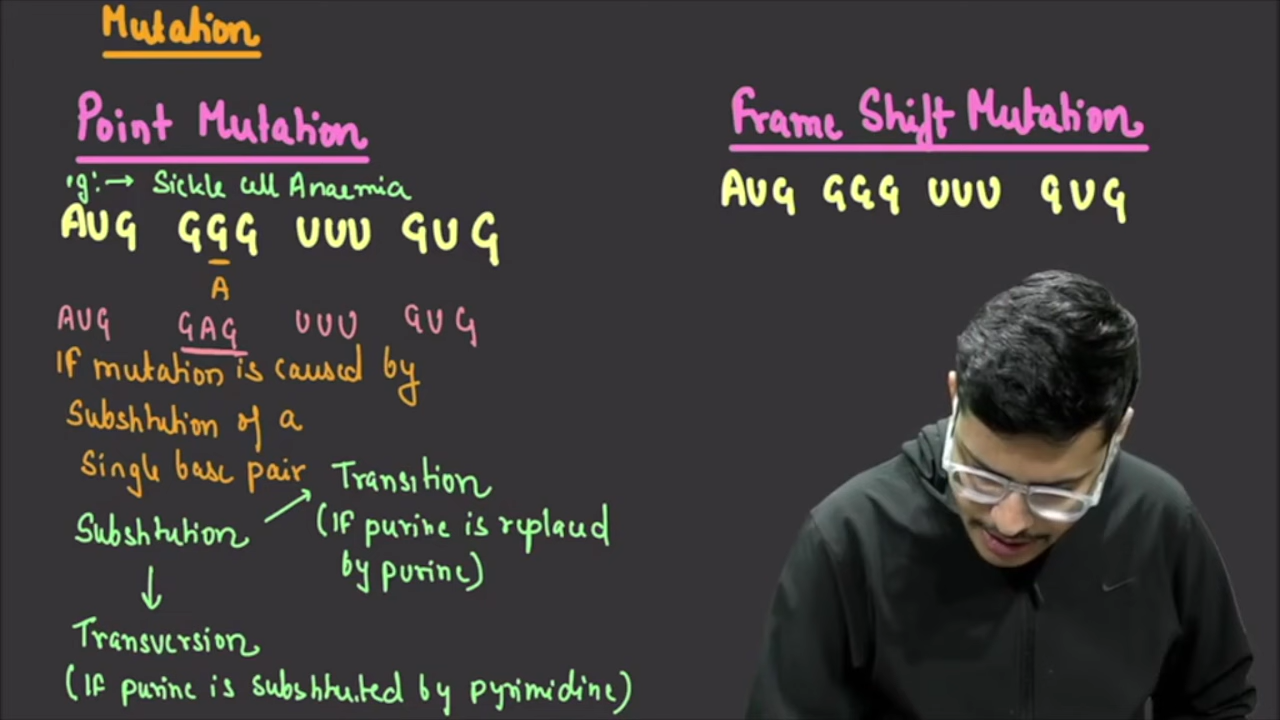 Mutation
Point Mutation
eg:→ Sickle cell Anaemia
AUG GGG UUU GUG
A
AUG GAG UUU GUG
If mutation is caused by
Substitution of a
Single base pair
Substitution
Transition
(If purine is replaced
by purine)
Transversion
(If purine is substituted by pyrimidine)
Frame Shift Mutation
AUG GGG UUU GUG